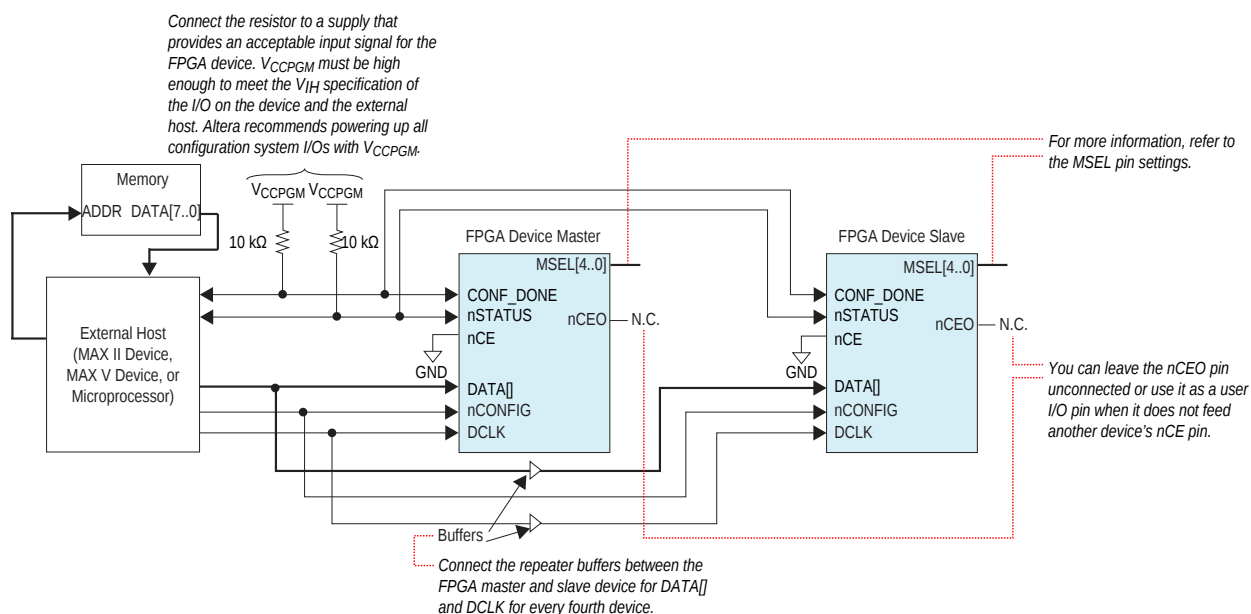 Connect the resistor to a supply that
provides an acceptable input signal for the
FPGA device. VCCPGM must be high
enough to meet the VIH specification of
the I/O on the device and the external
host. Altera recommends powering up all
configuration system I/Os with VCCPGM.
For more information, refer to
the MSEL pin settings.
Memory
ADDR DATA[7..0]
VCCPGM VCCPGM
10 kΩ
10 kΩ
External Host
(MAX II Device,
MAX V Device, or
Microprocessor)
FPGA Device Master
MSEL[4..0]
CONF_DONE
nSTATUS
nCE
nCEO
N.C.
GND
DATA[]
nCONFIG
DCLK
FPGA Device Slave
MSEL[4..0]
CONF_DONE
nSTATUS
nCE
nCEO
N.C.
GND
DATA[]
nCONFIG
DCLK
You can leave the nCEO pin
unconnected or use it as a user
I/O pin when it does not feed
another device's nCE pin.
Buffers
Connect the repeater buffers between the
FPGA master and slave device for DATA[]
and DCLK for every fourth device.